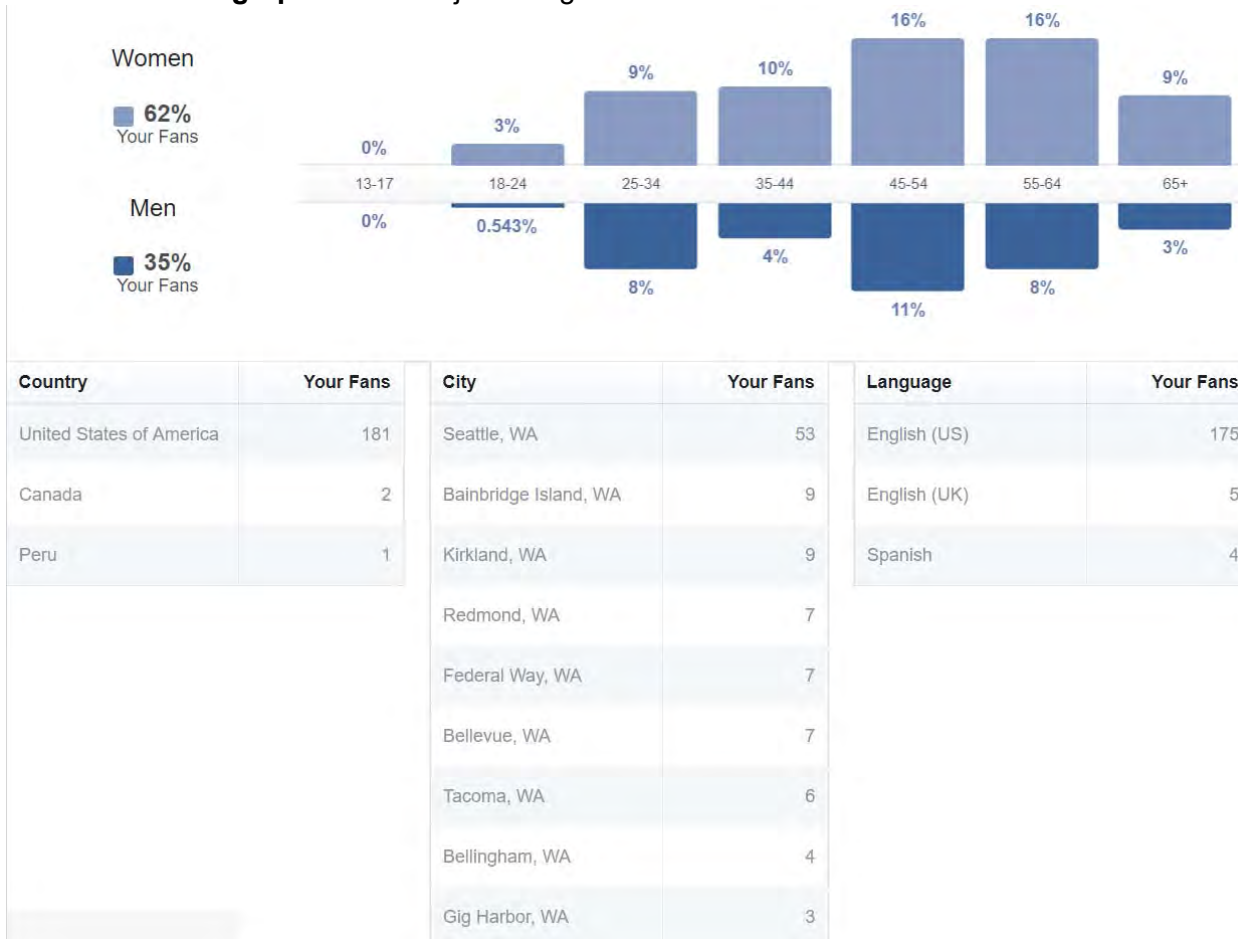 16% 16%
Women
9% 10% 9%
62%
Your Fans
3%
0%
13-17 18-24 25-34 35-44 45-54 55-64 65+
Men
0% 0.543%
4% 3%
35%
Your Fans
8% 8%
11%
Country Your Fans
United States of America 181
Canada 2
Peru 1
City Your Fans
Seattle, WA 53
Bainbridge Island, WA 9
Kirkland, WA 9
Redmond, WA 7
Federal Way, WA 7
Bellevue, WA 7
Tacoma, WA 6
Bellingham, WA 4
Gig Harbor, WA 3
Language Your Fans
English (US) 175
English (UK) 5
Spanish 4